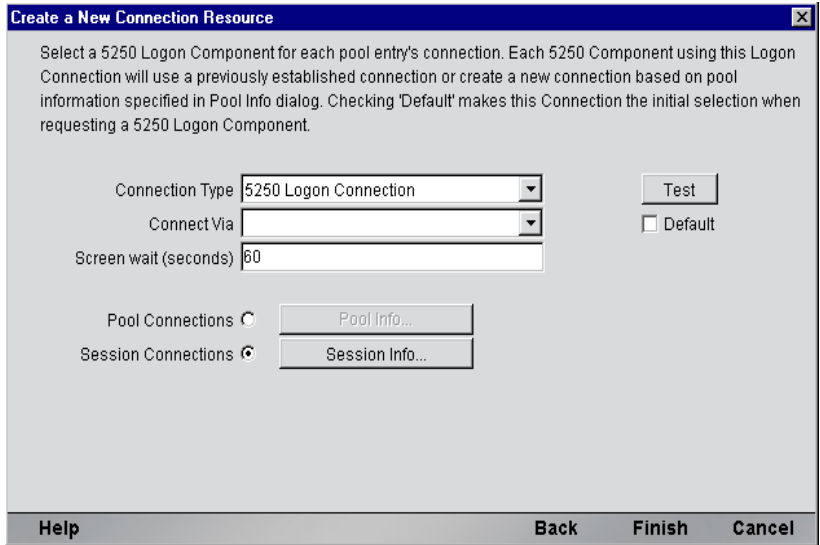 Create a New Connection Resource
Select a 5250 Logon Component for each pool entry's connection. Each 5250 Component using this Logon
Connection will use a previously established connection or create a new connection based on pool
information specified in Pool Info dialog. Checking 'Default' makes this Connection the initial selection when
requesting a 5250 Logon Component.
Connection Type 5250 Logon Connection Test
Connect Via Default
Screen wait (seconds) 60
Pool Connections Pool Info...
Session Connections Session Info...
Help Back Finish Cancel